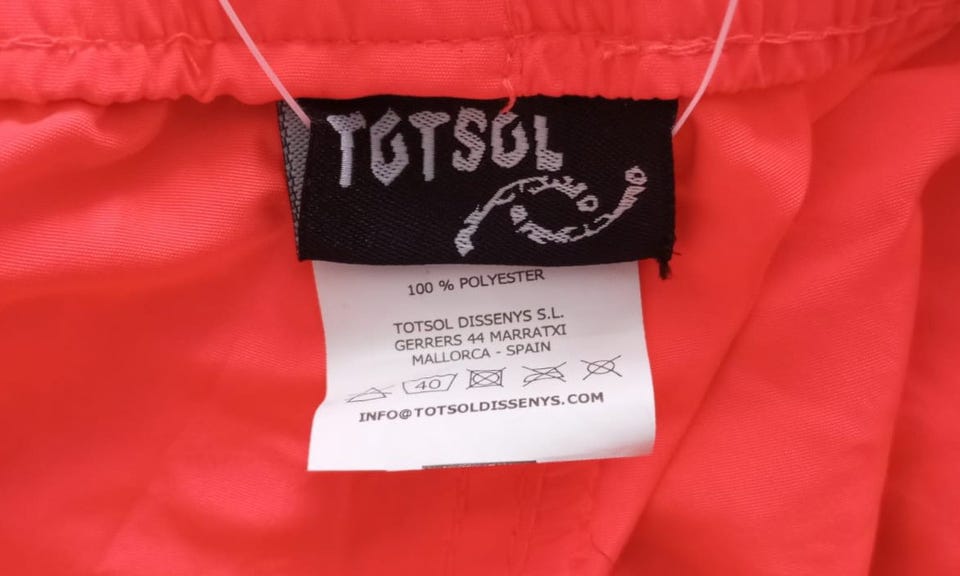 TOTSOL
100 % POLYESTER
TOTSOL DISSENYS S.L.
GERRERS 44 MARRATXI
MALLORCA - SPAIN
40
INFO@TOTSOLDISSENYS.COM